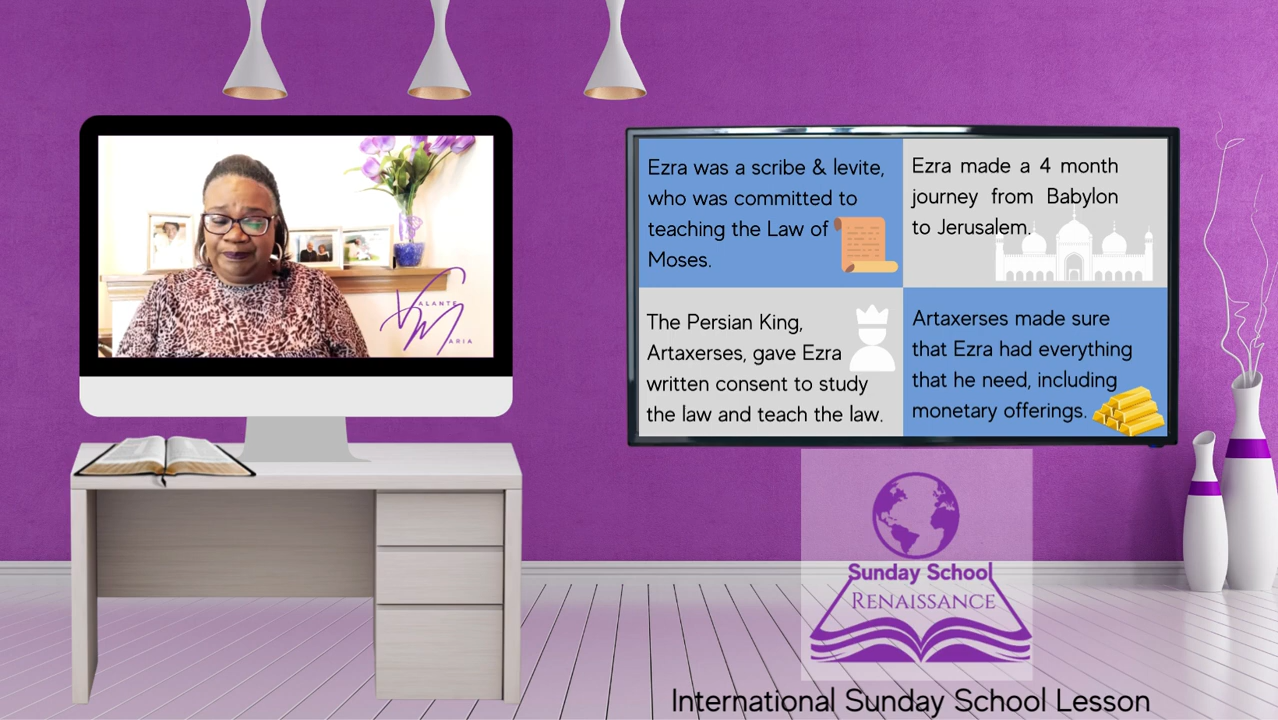 VALANTE
MARIA
Ezra was a scribe & levite,
who was committed to
teaching the Law of
Moses.
Ezra made a 4 month
journey from Babylon
to Jerusalem.
The Persian King,
Artaxerses, gave Ezra
written consent to study
the law and teach the law.
Artaxerses made sure
that Ezra had everything
that he need, including
monetary offerings.
Sunday School
RENAISSANCE
International Sunday School Lesson